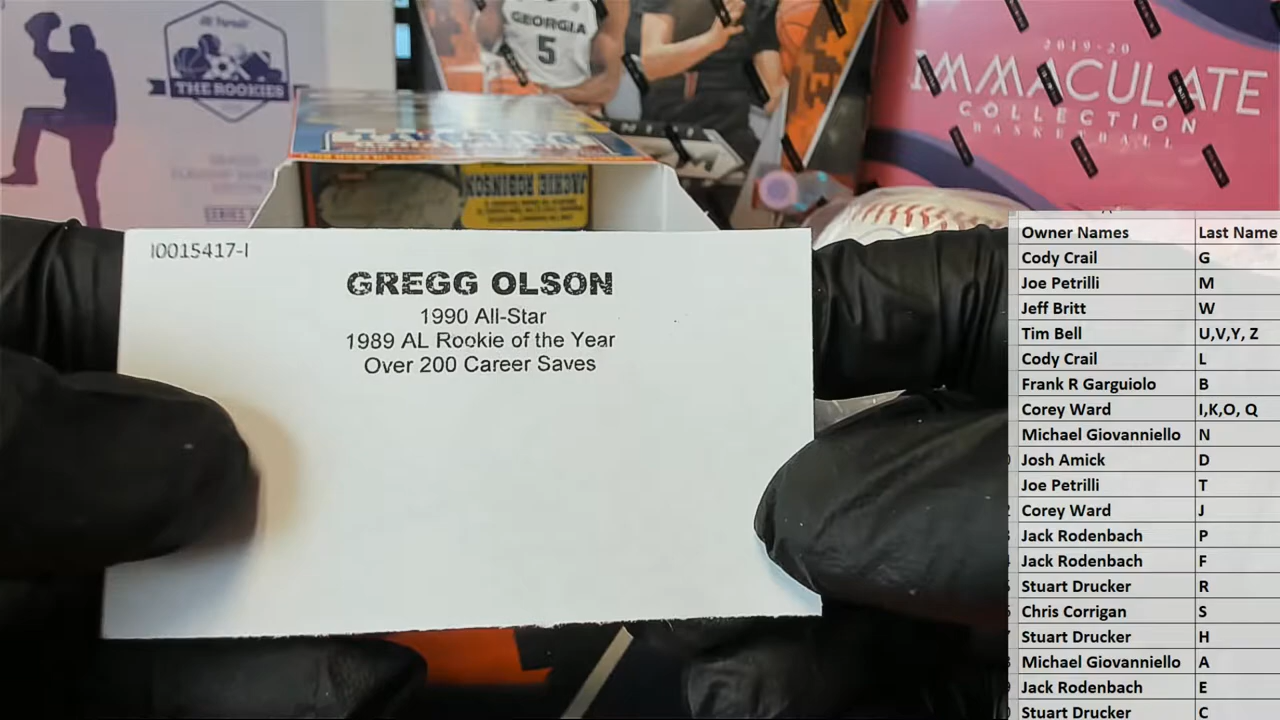 THE ROOKIES
GEORGIA
5
2019-20
IMMACULATE
COLLECTION
BASKETBALL
JACKIE ROBINSON
I0015417-I
GREGG OLSON
1990 All-Star
1989 AL Rookie of the Year
Over 200 Career Saves
Owner Names Last Name
Cody Crail G
Joe Petrilli M
Jeff Britt W
Tim Bell U,V,Y, Z
Cody Crail L
Frank R Garguiolo B
Corey Ward I,K,O, Q
Michael Giovanniello N
Josh Amick D
Joe Petrilli T
Corey Ward J
Jack Rodenbach P
Jack Rodenbach F
Stuart Drucker R
Chris Corrigan S
Stuart Drucker H
Michael Giovanniello A
Jack Rodenbach E
Stuart Drucker C